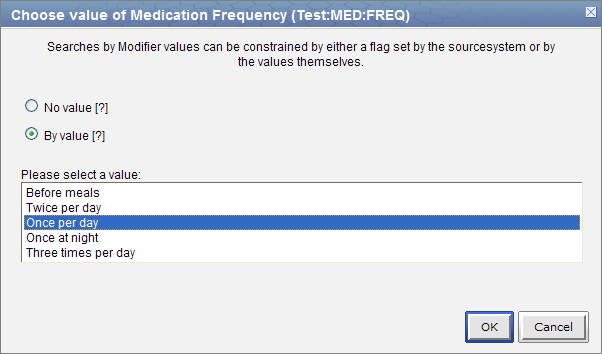 Choose value of Medication Frequency (Test:MED:FREQ)
Searches by Modifier values can be constrained by either a flag set by the sourcesystem or by
the values themselves.
No value [?]
By value [?]
Please select a value:
Before meals
Twice per day
Once per day
Once at night
Three times per day
OK
Cancel